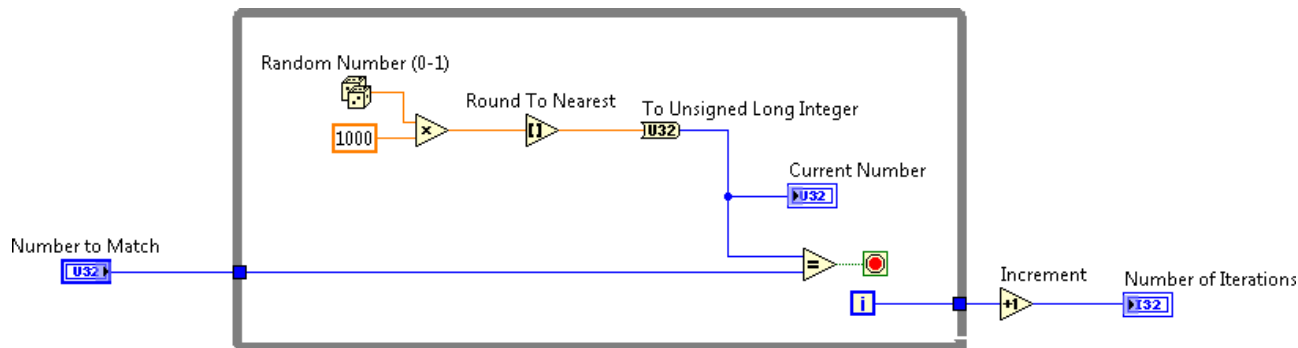 Random Number (0-1)
Round To Nearest
To Unsigned Long Integer
1000
x
[]
U32
Current Number
U32
Number to Match
U32
=
i
Increment
+1
Number of Iterations
I32